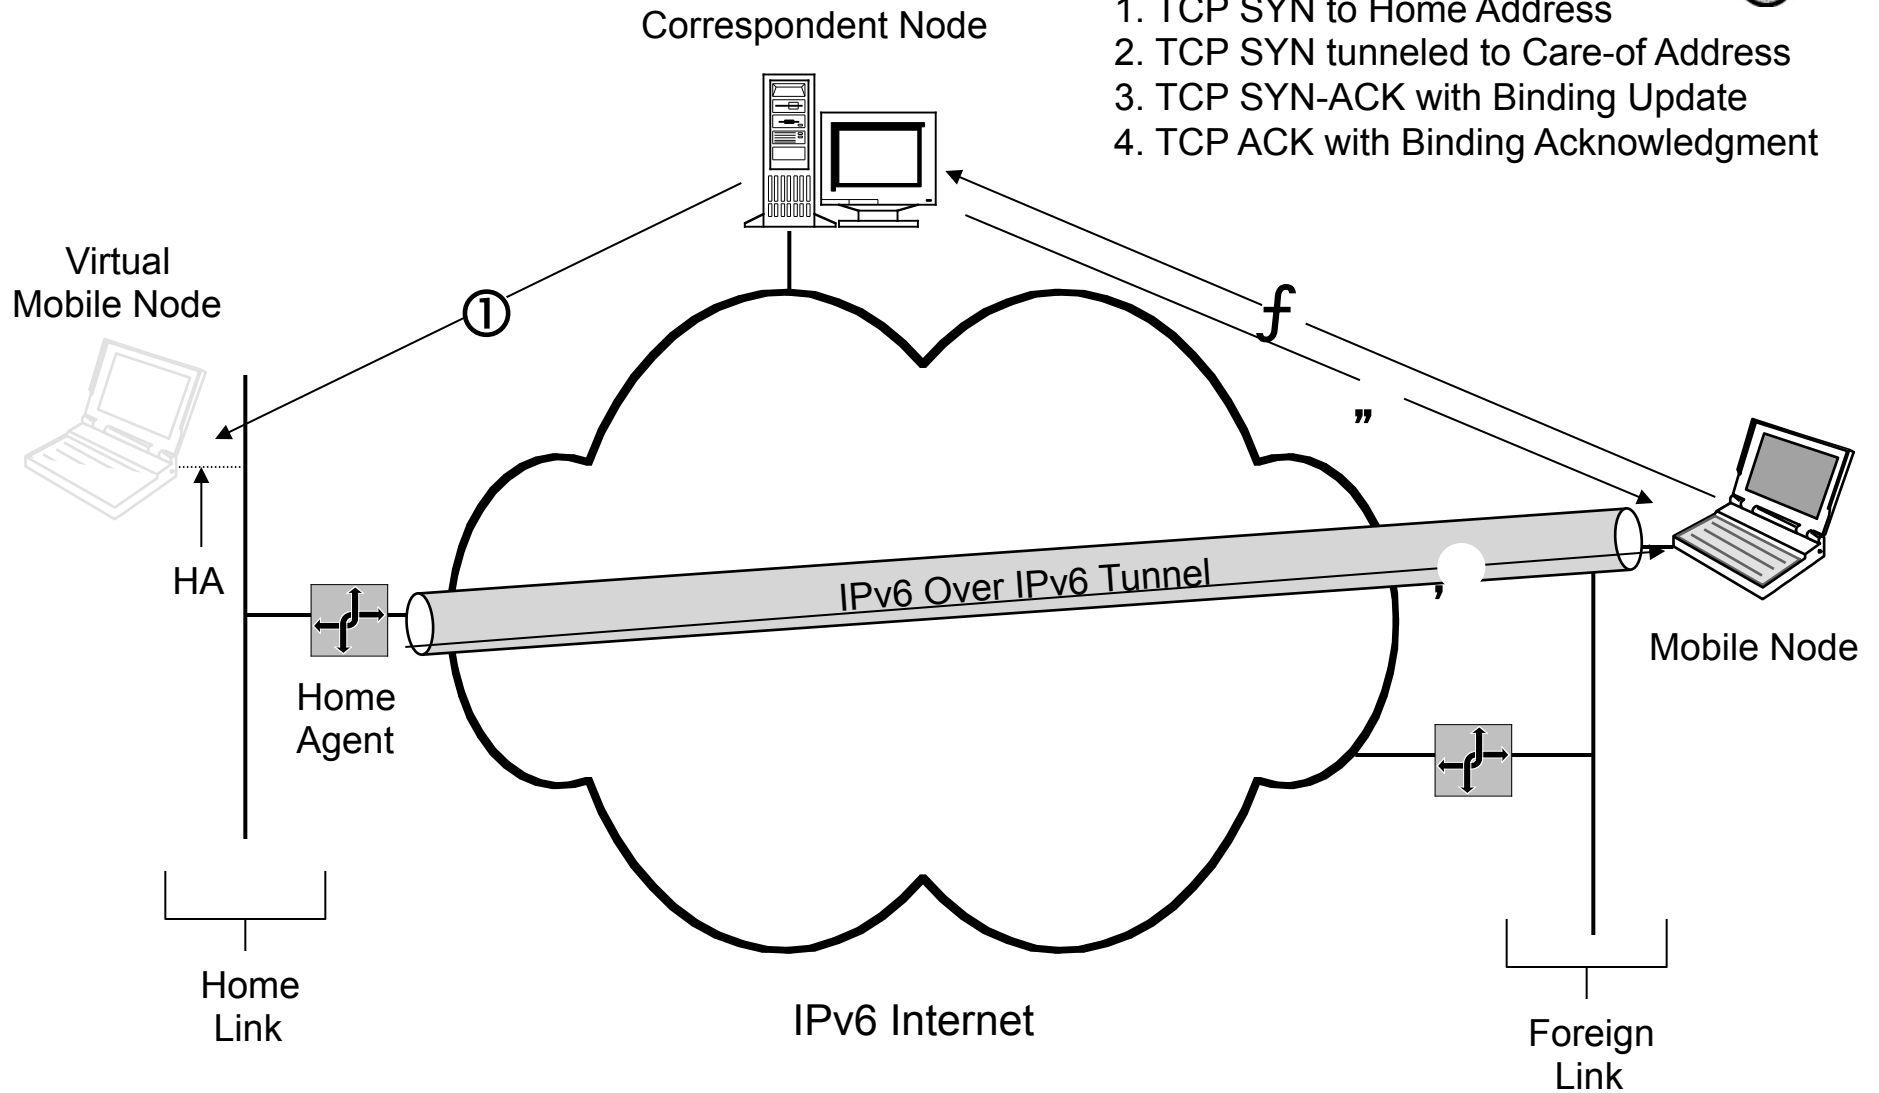 Correspondent Node
1. TCP SYN to Home Address
2. TCP SYN tunneled to Care-of Address
3. TCP SYN-ACK with Binding Update
4. TCP ACK with Binding Acknowledgment
Virtual
Mobile Node
①
ƒ
„
HA
IPv6 Over IPv6 Tunnel
‚
Mobile Node
Home
Agent
Home
Link
IPv6 Internet
Foreign
Link